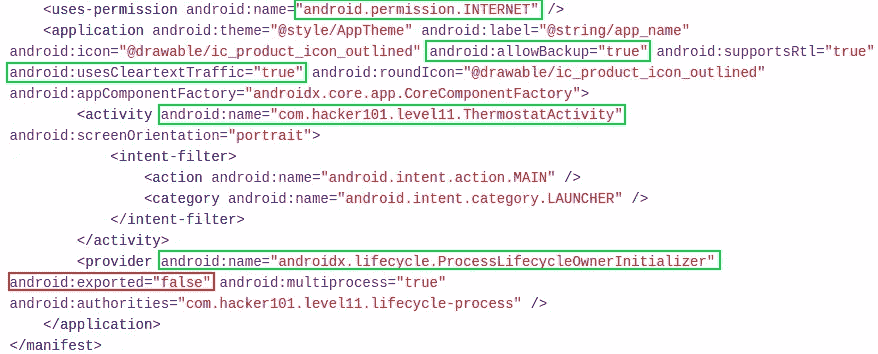 <uses-permission android:name="android.permission.INTERNET" />
<application android:theme="@style/AppTheme" android:label="@string/app_name"
android:icon="@drawable/ic_product_icon_outlined" android:allowBackup="true" android:supportsRtl="true"
android:usesCleartextTraffic="true" android:roundIcon="@drawable/ic_product_icon_outlined"
android:appComponentFactory="androidx.core.app.CoreComponentFactory">
<activity android:name="com.hacker101.level11.ThermostatActivity"
android:screenOrientation="portrait">
<intent-filter>
<action android:name="android.intent.action.MAIN" />
<category android:name="android.intent.category.LAUNCHER" />
</intent-filter>
</activity>
<provider android:name="androidx.lifecycle.ProcessLifecycleOwnerInitializer"
android:exported="false" android:multiprocess="true"
android:authorities="com.hacker101.level11.lifecycle-process" />
</application>
</manifest>